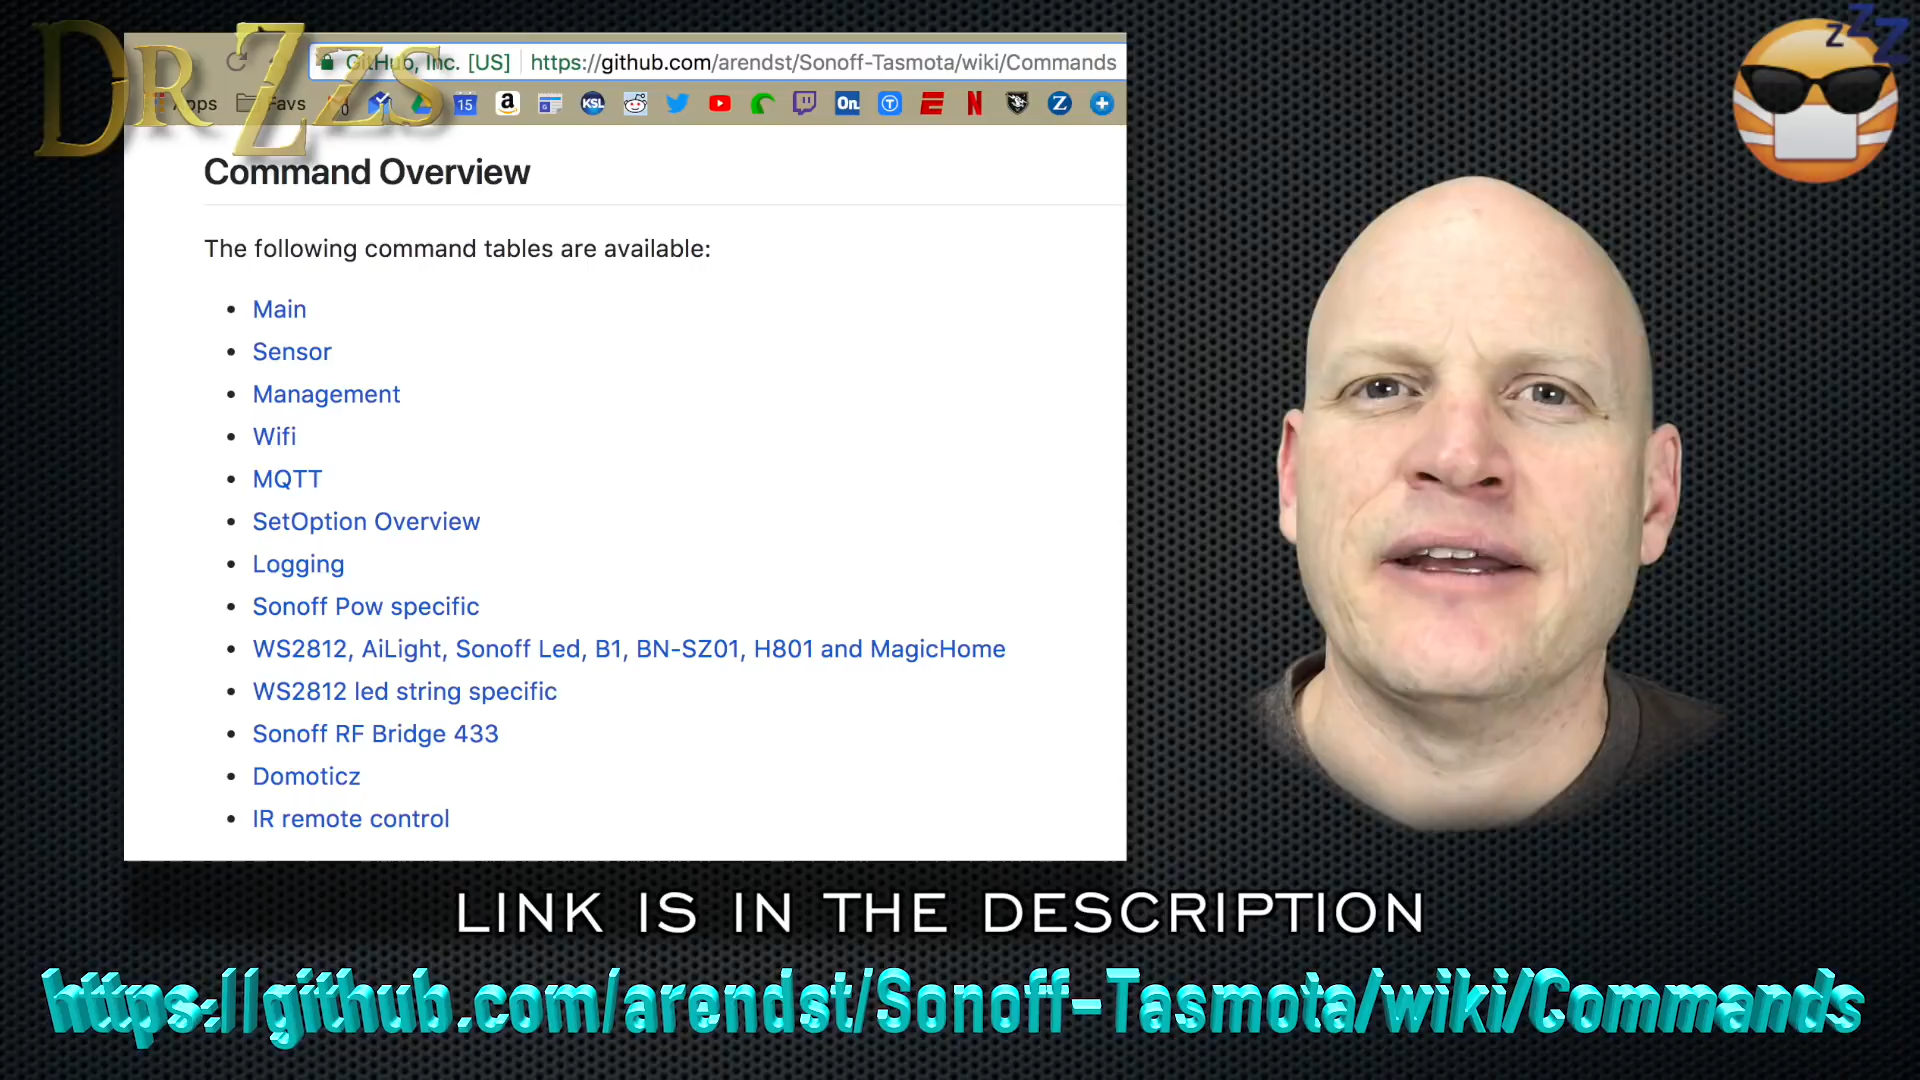 DrZzs
GitHub, Inc. [US] https://github.com/arendst/Sonoff-Tasmota/wiki/Commands
Apps Favs 15 KSL On T E N Z
Command Overview
The following command tables are available:
• Main
• Sensor
• Management
• Wifi
• MQTT
• SetOption Overview
• Logging
• Sonoff Pow specific
• WS2812, AiLight, Sonoff Led, B1, BN-SZ01, H801 and MagicHome
• WS2812 led string specific
• Sonoff RF Bridge 433
• Domoticz
• IR remote control
LINK IS IN THE DESCRIPTION
https://github.com/arendst/Sonoff-Tasmota/wiki/Commands
zzZ